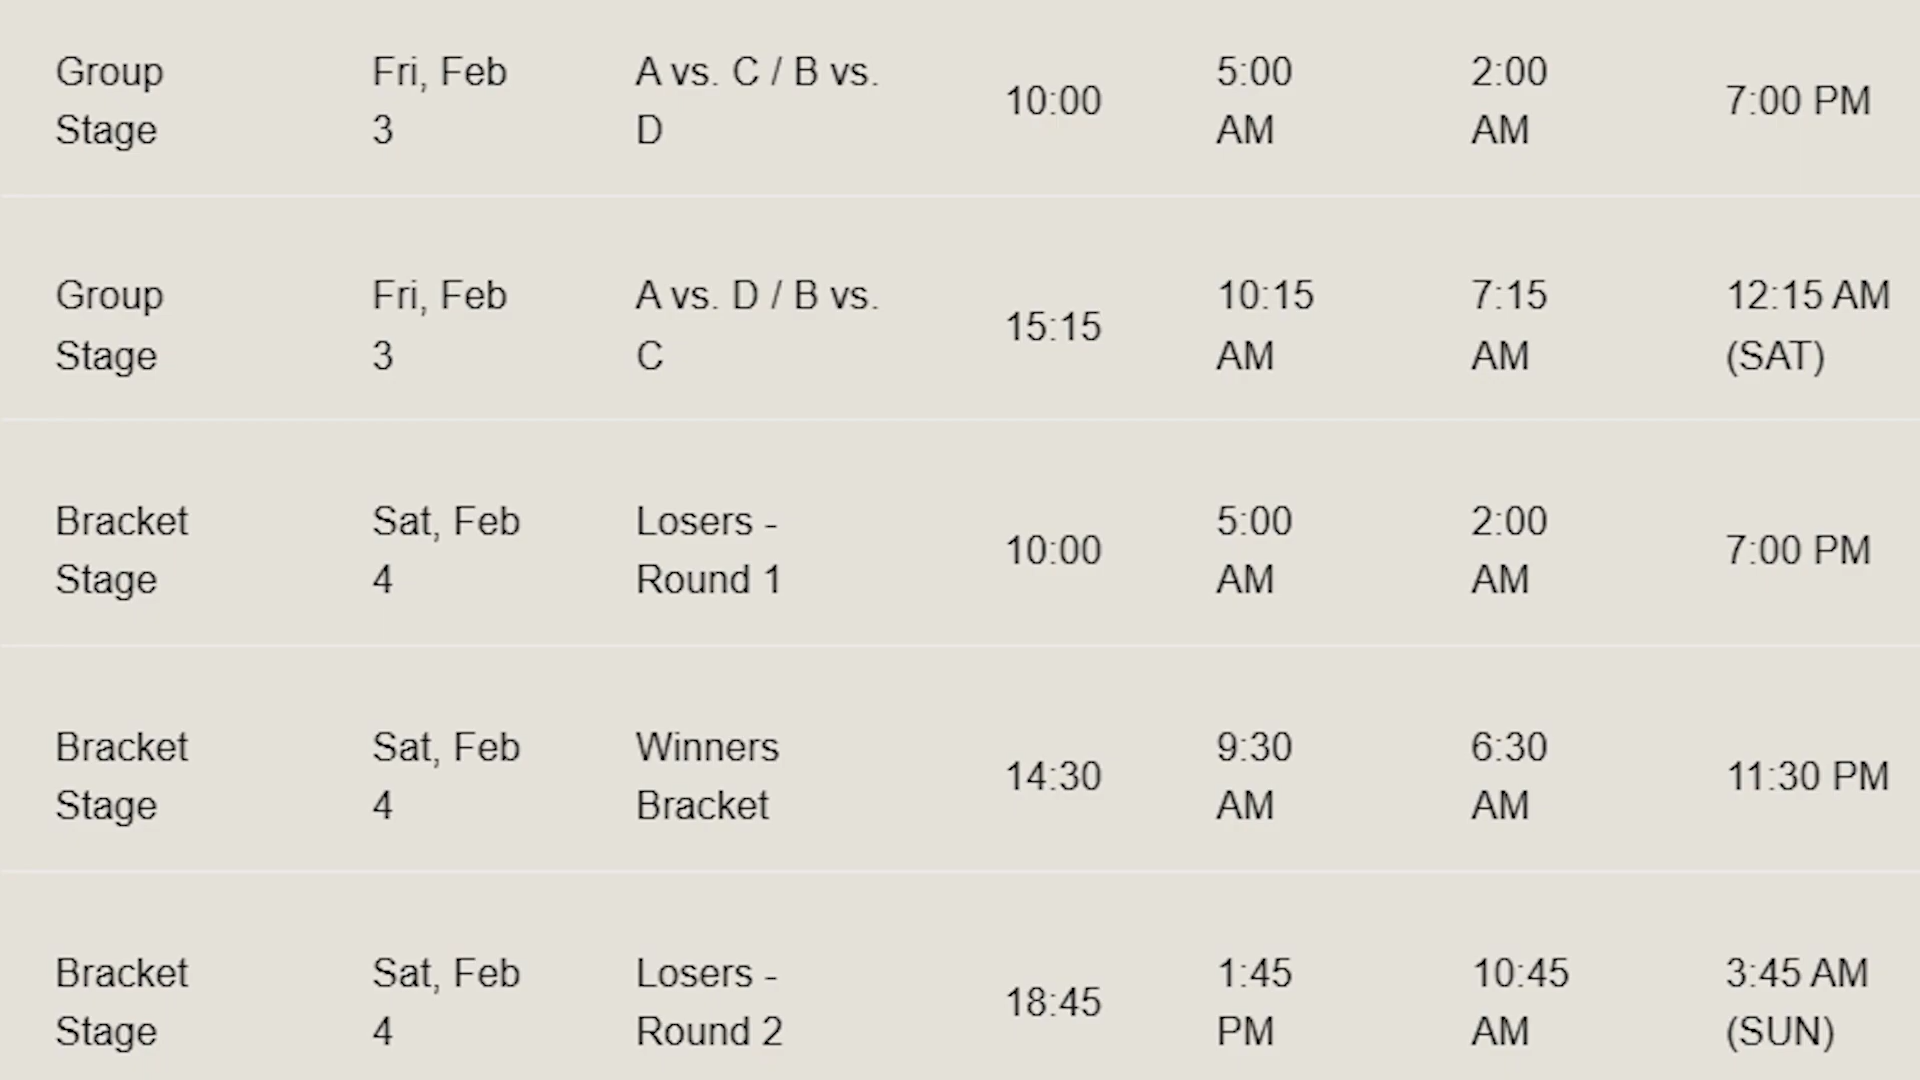 Group Stage Fri, Feb 3 A vs. C / B vs. D 10:00 5:00 AM 2:00 AM 7:00 PM
Group Stage Fri, Feb 3 A vs. D / B vs. C 15:15 10:15 AM 7:15 AM 12:15 AM (SAT)
Bracket Stage Sat, Feb 4 Losers - Round 1 10:00 5:00 AM 2:00 AM 7:00 PM
Bracket Stage Sat, Feb 4 Winners Bracket 14:30 9:30 AM 6:30 AM 11:30 PM
Bracket Stage Sat, Feb 4 Losers - Round 2 18:45 1:45 PM 10:45 AM 3:45 AM (SUN)